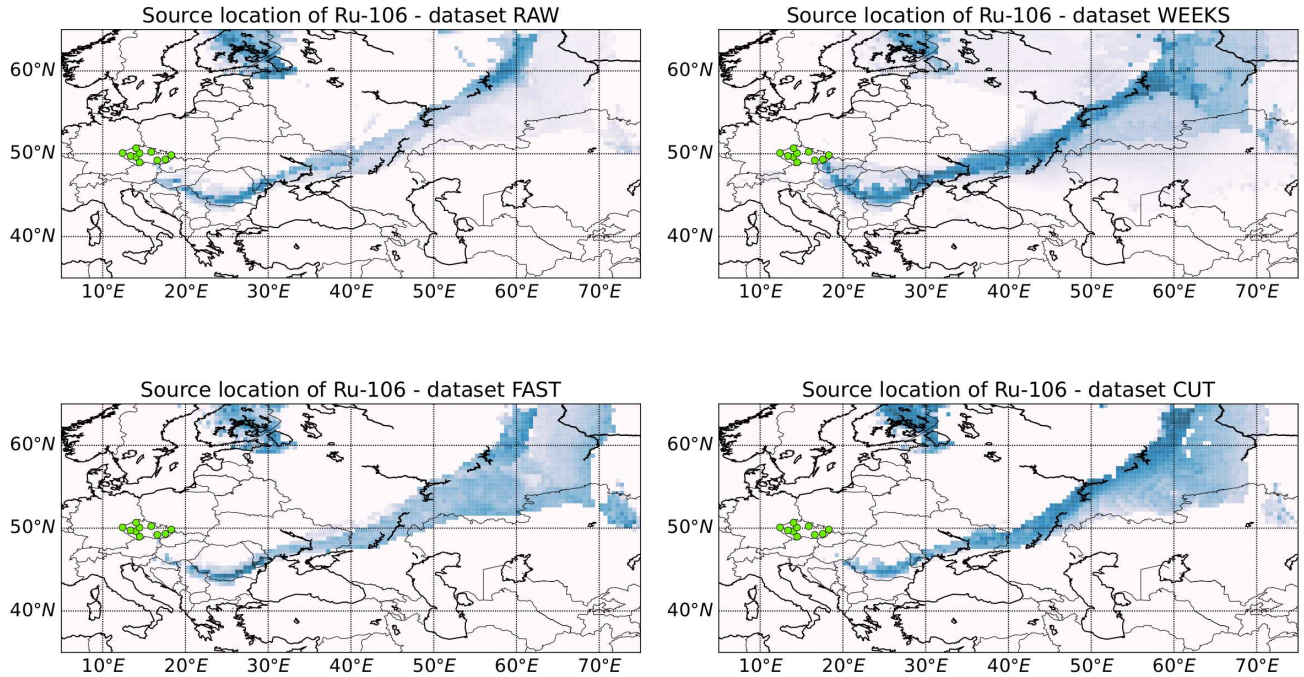 Source location of Ru-106 - dataset RAW
60°N
50°N
40°N
10°E 20°E 30°E 40°E 50°E 60°E 70°E
Source location of Ru-106 - dataset WEEKS
60°N
50°N
40°N
10°E 20°E 30°E 40°E 50°E 60°E 70°E
Source location of Ru-106 - dataset FAST
60°N
50°N
40°N
10°E 20°E 30°E 40°E 50°E 60°E 70°E
Source location of Ru-106 - dataset CUT
60°N
50°N
40°N
10°E 20°E 30°E 40°E 50°E 60°E 70°E